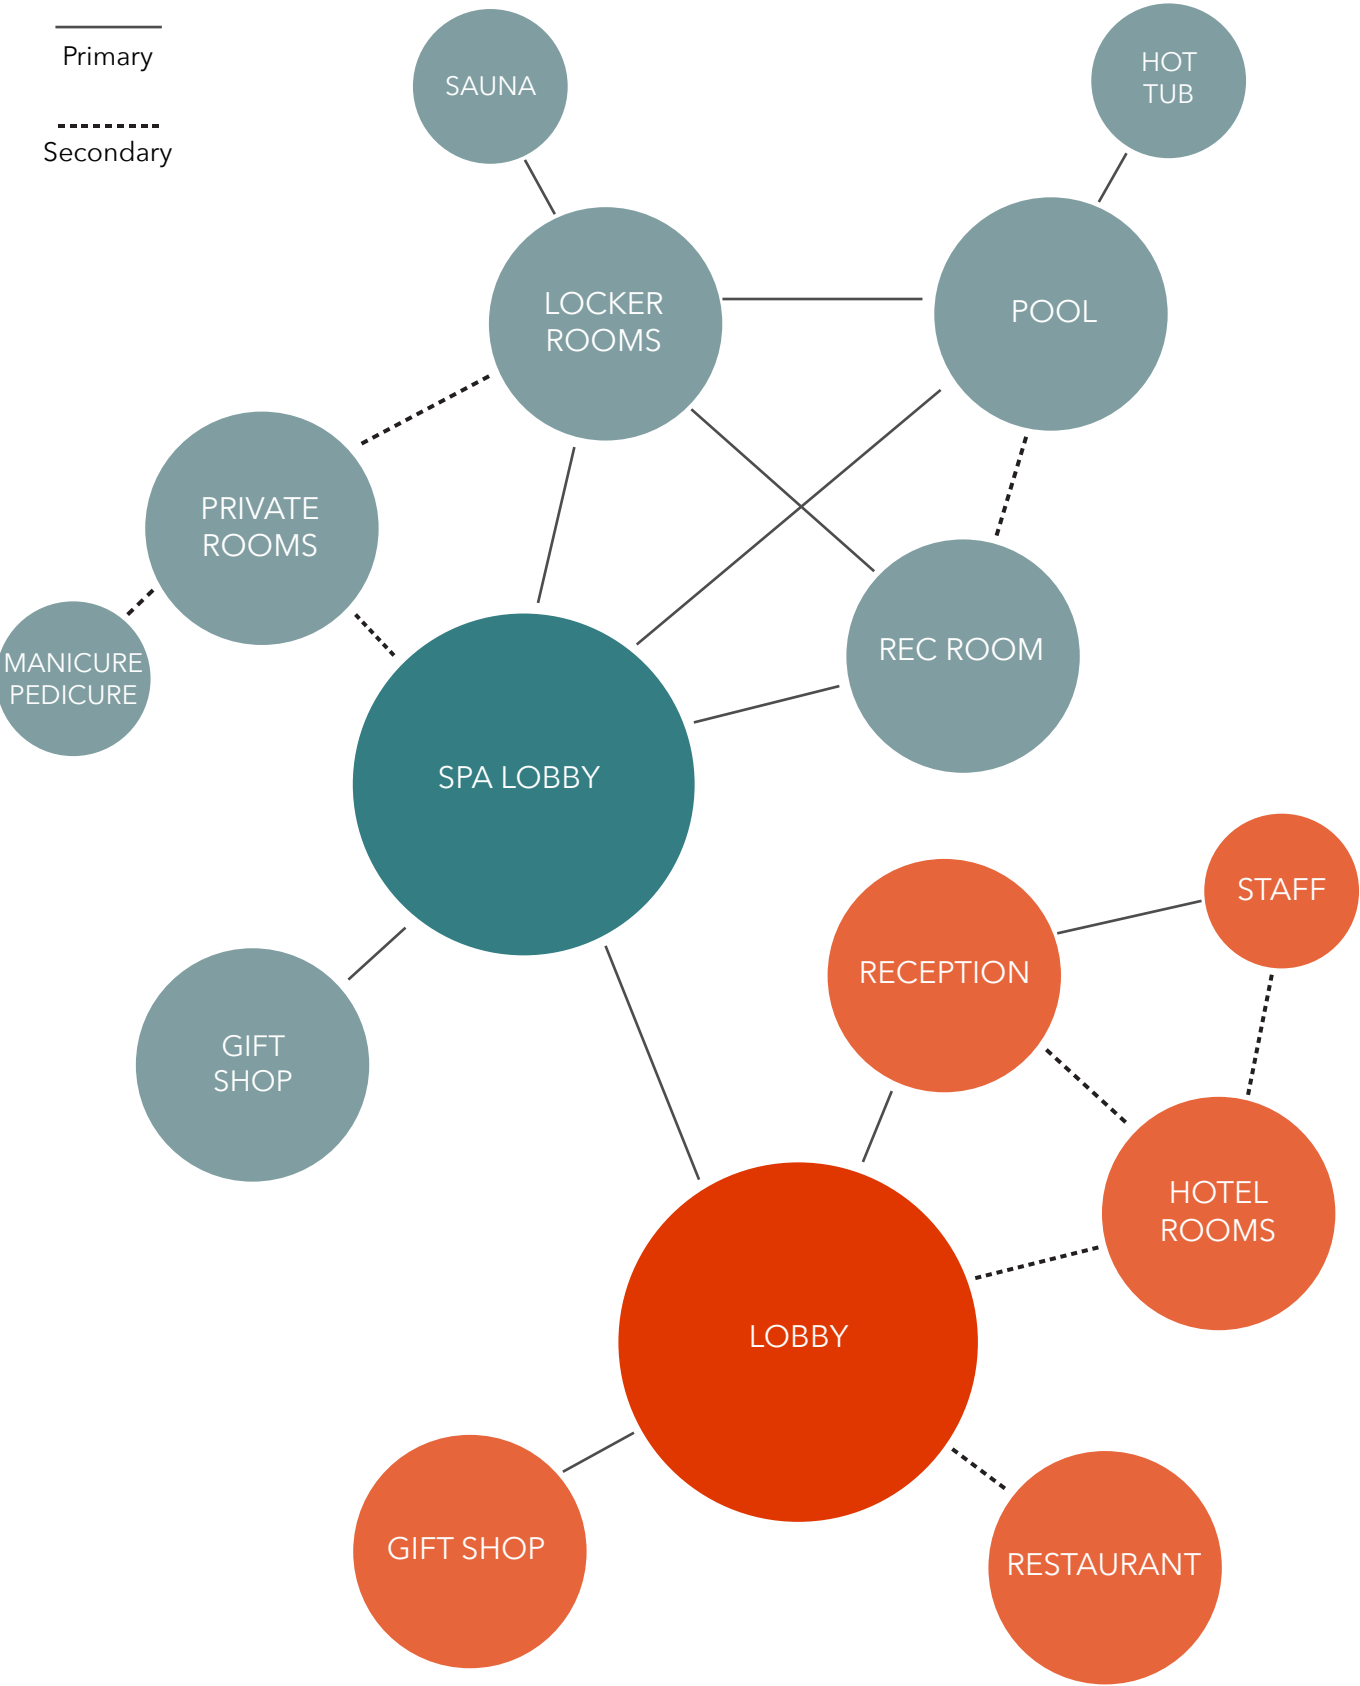 Primary
Secondary
SAUNA
HOT
TUB
LOCKER
ROOMS
POOL
PRIVATE
ROOMS
MANICURE
PEDICURE
REC ROOM
SPA LOBBY
STAFF
RECEPTION
GIFT
SHOP
HOTEL
ROOMS
LOBBY
GIFT SHOP
RESTAURANT